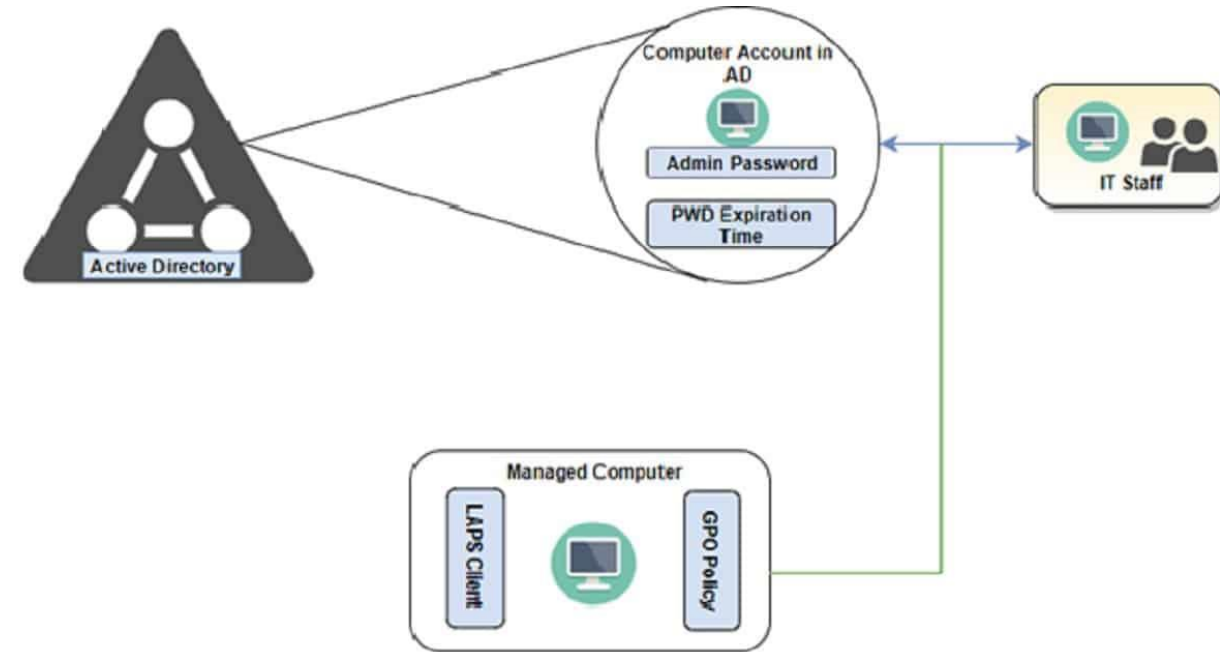 Computer Account in
AD
Admin Password
PWD Expiration
Time
IT Staff
Active Directory
Managed Computer
LAPS Client
GPO Policy